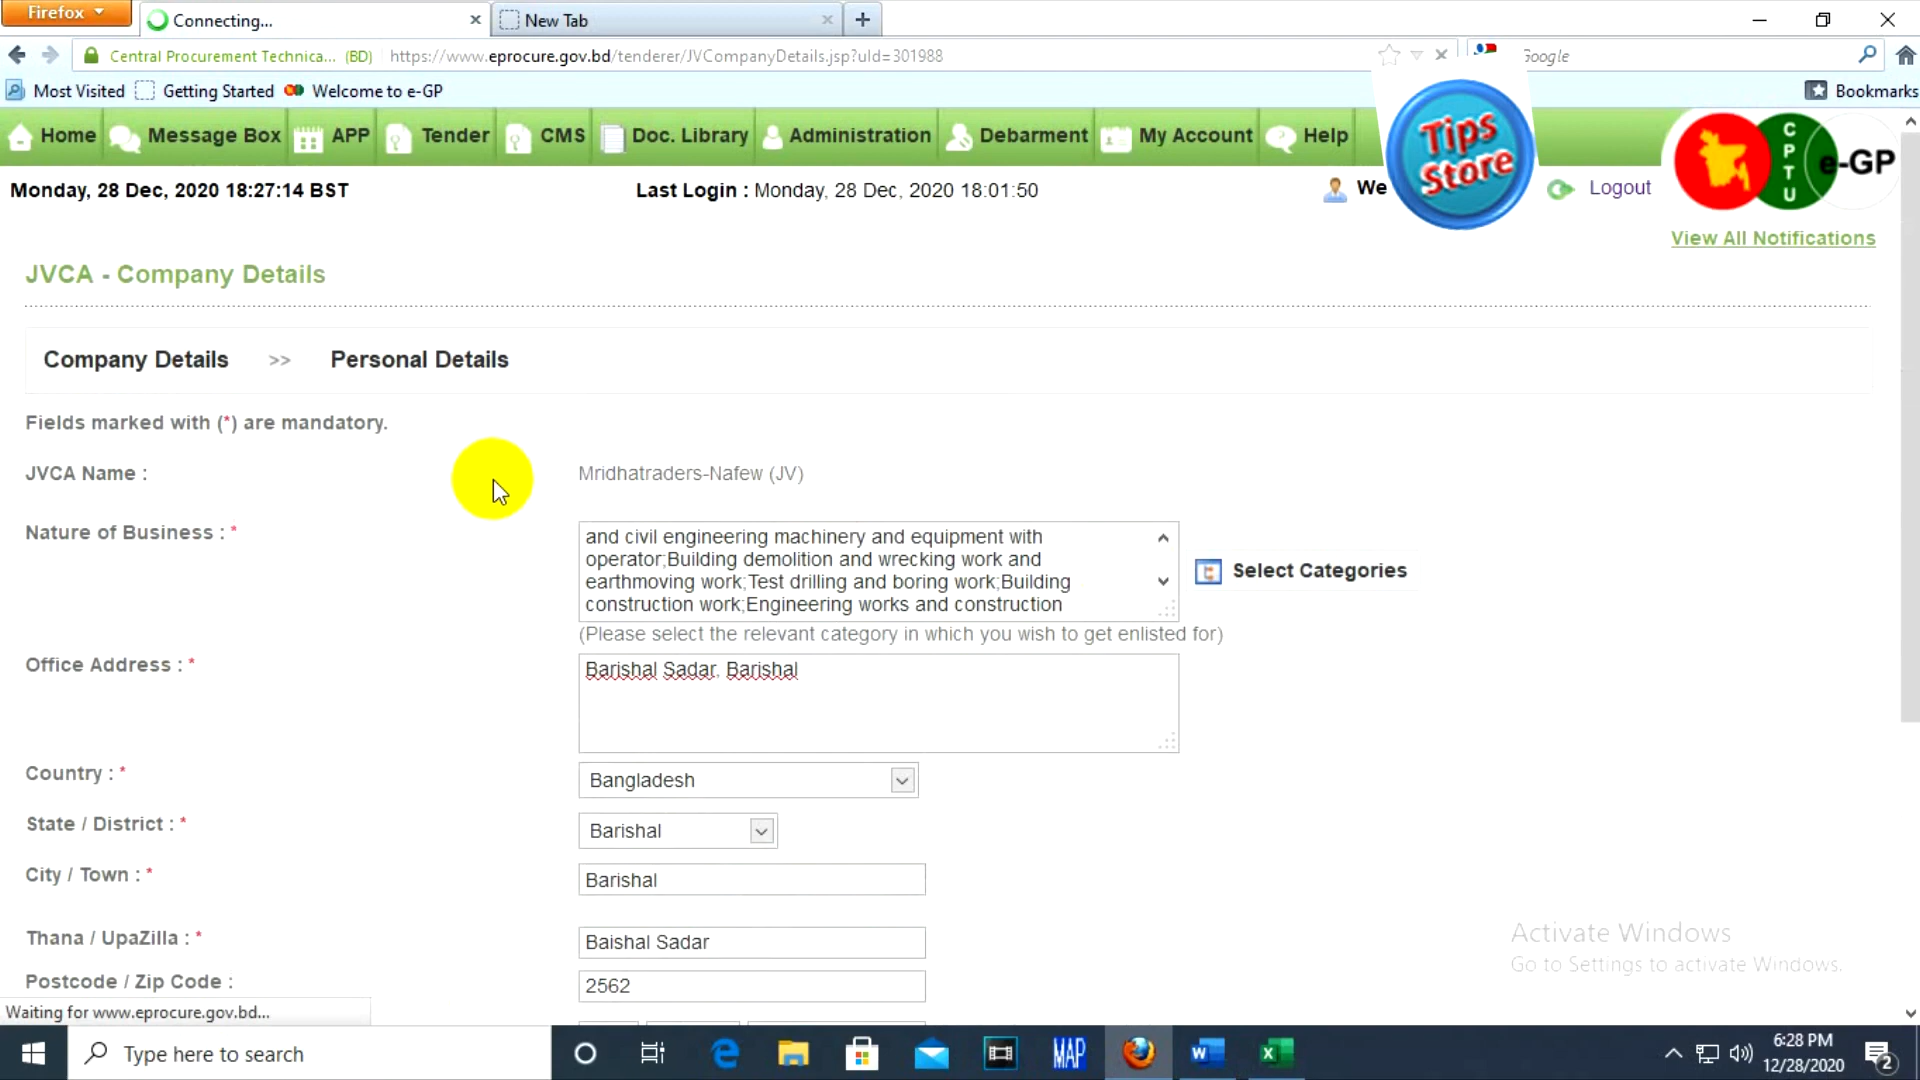 Firefox
Connecting...
New Tab
Central Procurement Technica... (BD)
https://www.eprocure.gov.bd/tenderer/JVCompanyDetails.jsp?uId=301988
Google
Most Visited
Getting Started
Welcome to e-GP
Bookmarks
Home
Message Box
APP
Tender
CMS
Doc. Library
Administration
Debarment
My Account
Help
Tips Store
C P T U
e-GP
Monday, 28 Dec, 2020 18:27:14 BST
Last Login : Monday, 28 Dec, 2020 18:01:50
We
Logout
View All Notifications
JVCA - Company Details
Company Details >> Personal Details
Fields marked with (*) are mandatory.
JVCA Name : Mridhatraders-Nafew (JV)
Nature of Business : *
and civil engineering machinery and equipment with
operator;Building demolition and wrecking work and
earthmoving work;Test drilling and boring work;Building
construction work;Engineering works and construction
Select Categories
(Please select the relevant category in which you wish to get enlisted for)
Office Address : * Barishal Sadar, Barishal
Country : * Bangladesh
State / District : * Barishal
City / Town : * Barishal
Thana / UpaZilla : * Baishal Sadar
Postcode / Zip Code : 2562
Activate Windows
Go to Settings to activate Windows.
Waiting for www.eprocure.gov.bd...
Type here to search
MAP
6:28 PM
12/28/2020
2